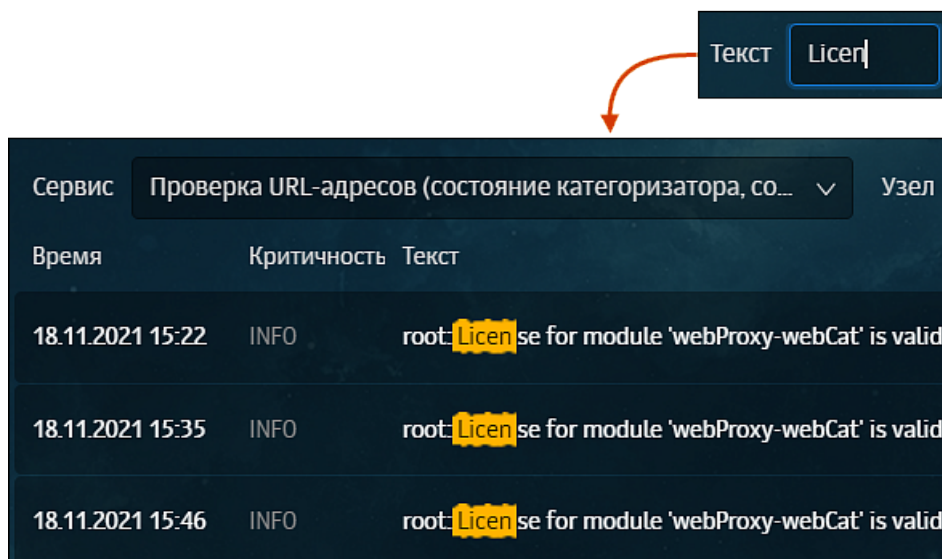 Текст Licen
Сервис Проверка URL-адресов (состояние категоризатора, со... Узел
Время Критичность Текст
18.11.2021 15:22 INFO root: License for module 'webProxy-webCat' is valid
18.11.2021 15:35 INFO root: License for module 'webProxy-webCat' is valid
18.11.2021 15:46 INFO root: License for module 'webProxy-webCat' is valid